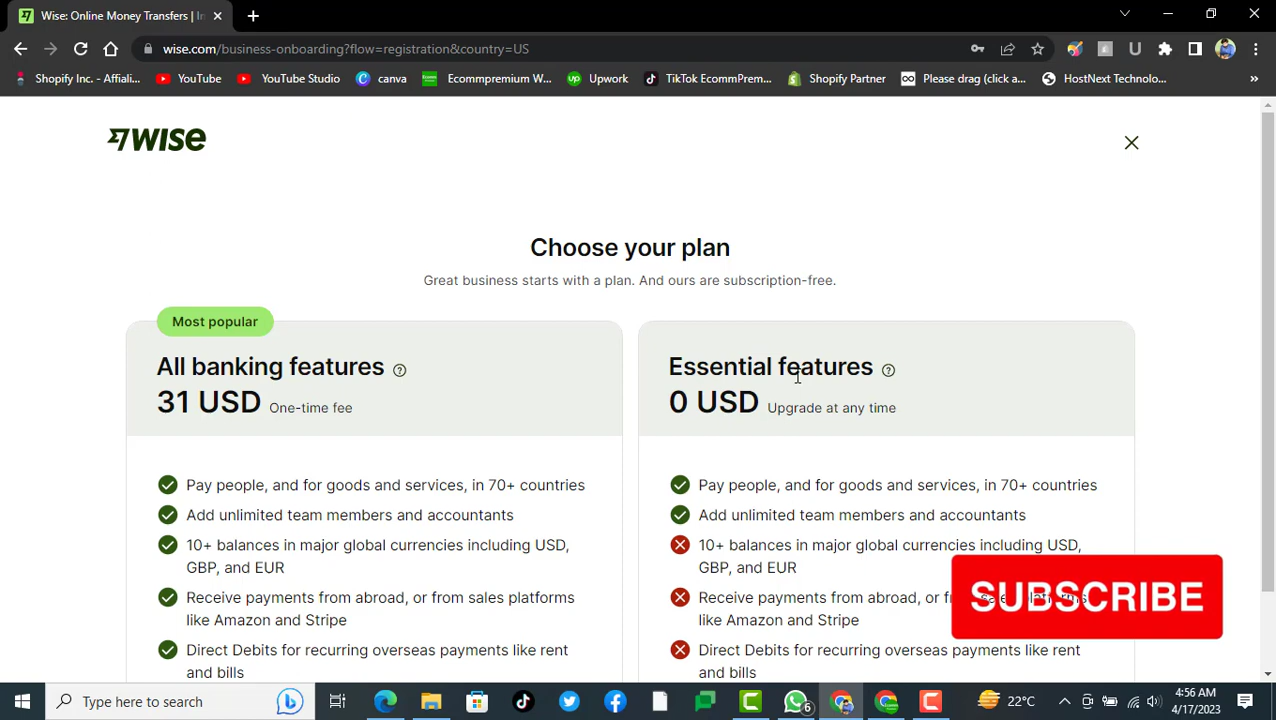 Wise: Online Money Transfers | In
wise.com/business-onboarding?flow=registration&country=US
Shopify Inc. - Affiali...
YouTube
YouTube Studio
canva
Ecommpremium W...
Upwork
TikTok EcommPrem...
Shopify Partner
Please drag (click a...
HostNext Technolo...
WISE
Choose your plan
Great business starts with a plan. And ours are subscription-free.
Most popular
All banking features
31 USD One-time fee
Pay people, and for goods and services, in 70+ countries
Add unlimited team members and accountants
10+ balances in major global currencies including USD,
GBP, and EUR
Receive payments from abroad, or from sales platforms
like Amazon and Stripe
Direct Debits for recurring overseas payments like rent
and bills
Essential features
0 USD Upgrade at any time
Pay people, and for goods and services, in 70+ countries
Add unlimited team members and accountants
10+ balances in major global currencies including USD,
GBP, and EUR
Receive payments from abroad, or from sales platforms
like Amazon and Stripe
Direct Debits for recurring overseas payments like rent
and bills
SUBSCRIBE
Type here to search
6
22°C
4:56 AM
4/17/2023